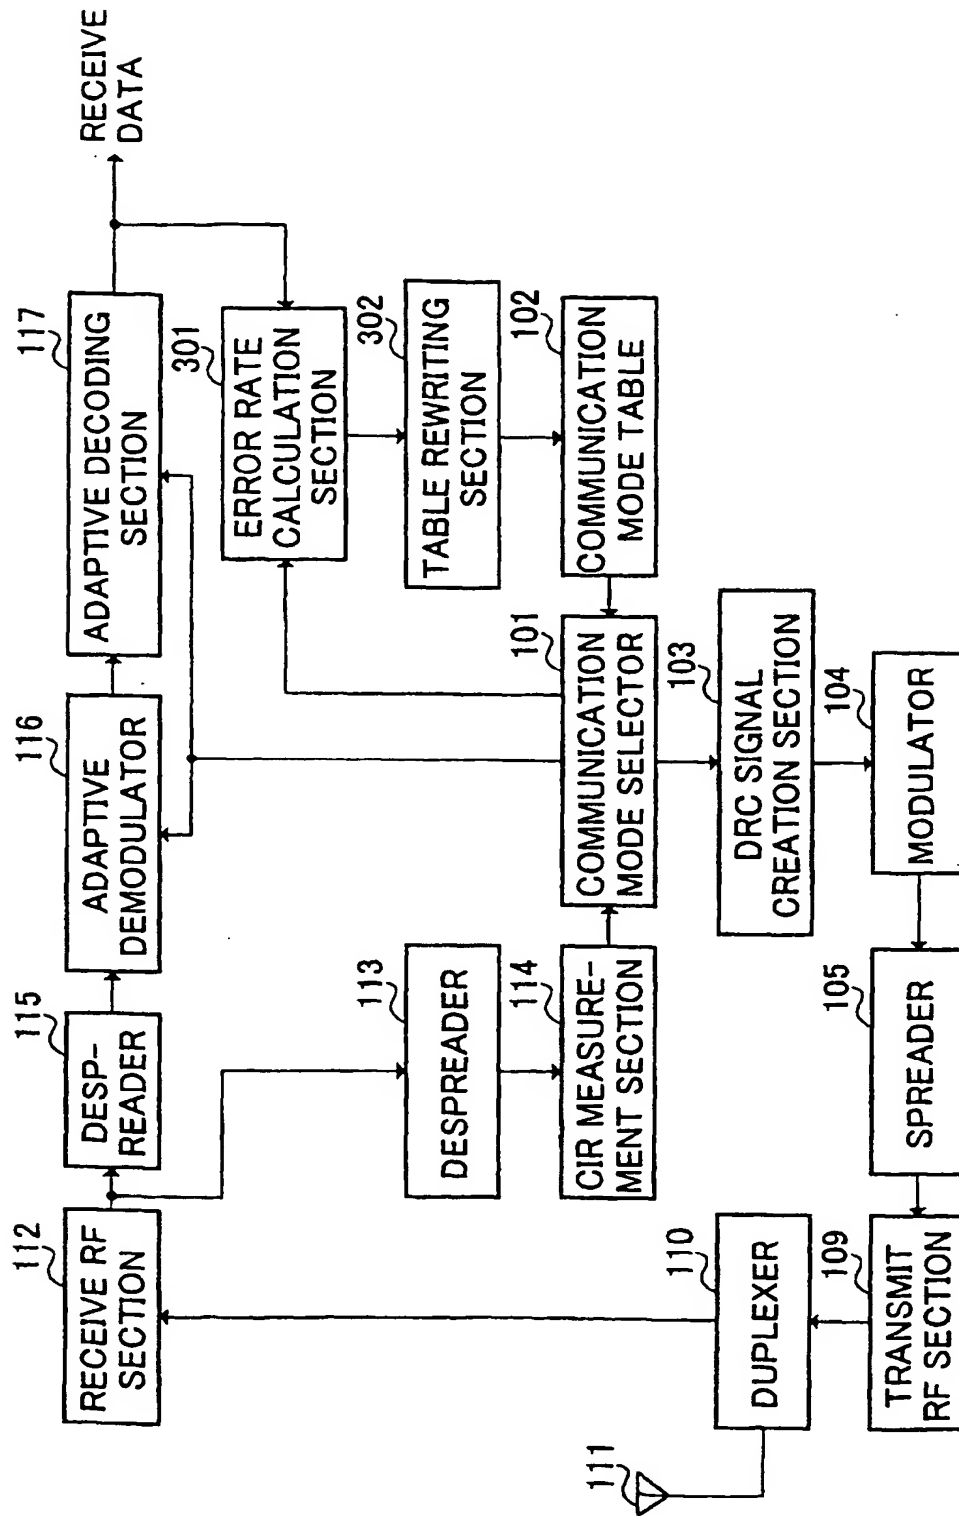 112
RECEIVE RF
SECTION
115
DESP-
READER
116
ADAPTIVE
DEMODULATOR
117
ADAPTIVE DECODING
SECTION
RECEIVE
DATA
301
ERROR RATE
CALCULATION
SECTION
113
DESPREADER
302
TABLE REWRITING
SECTION
114
CIR MEASURE-
MENT SECTION
101
COMMUNICATION
MODE SELECTOR
102
COMMUNICATION
MODE TABLE
111
110
DUPLEXER
103
DRC SIGNAL
CREATION SECTION
109
TRANSMIT
RF SECTION
105
SPREADER
104
MODULATOR